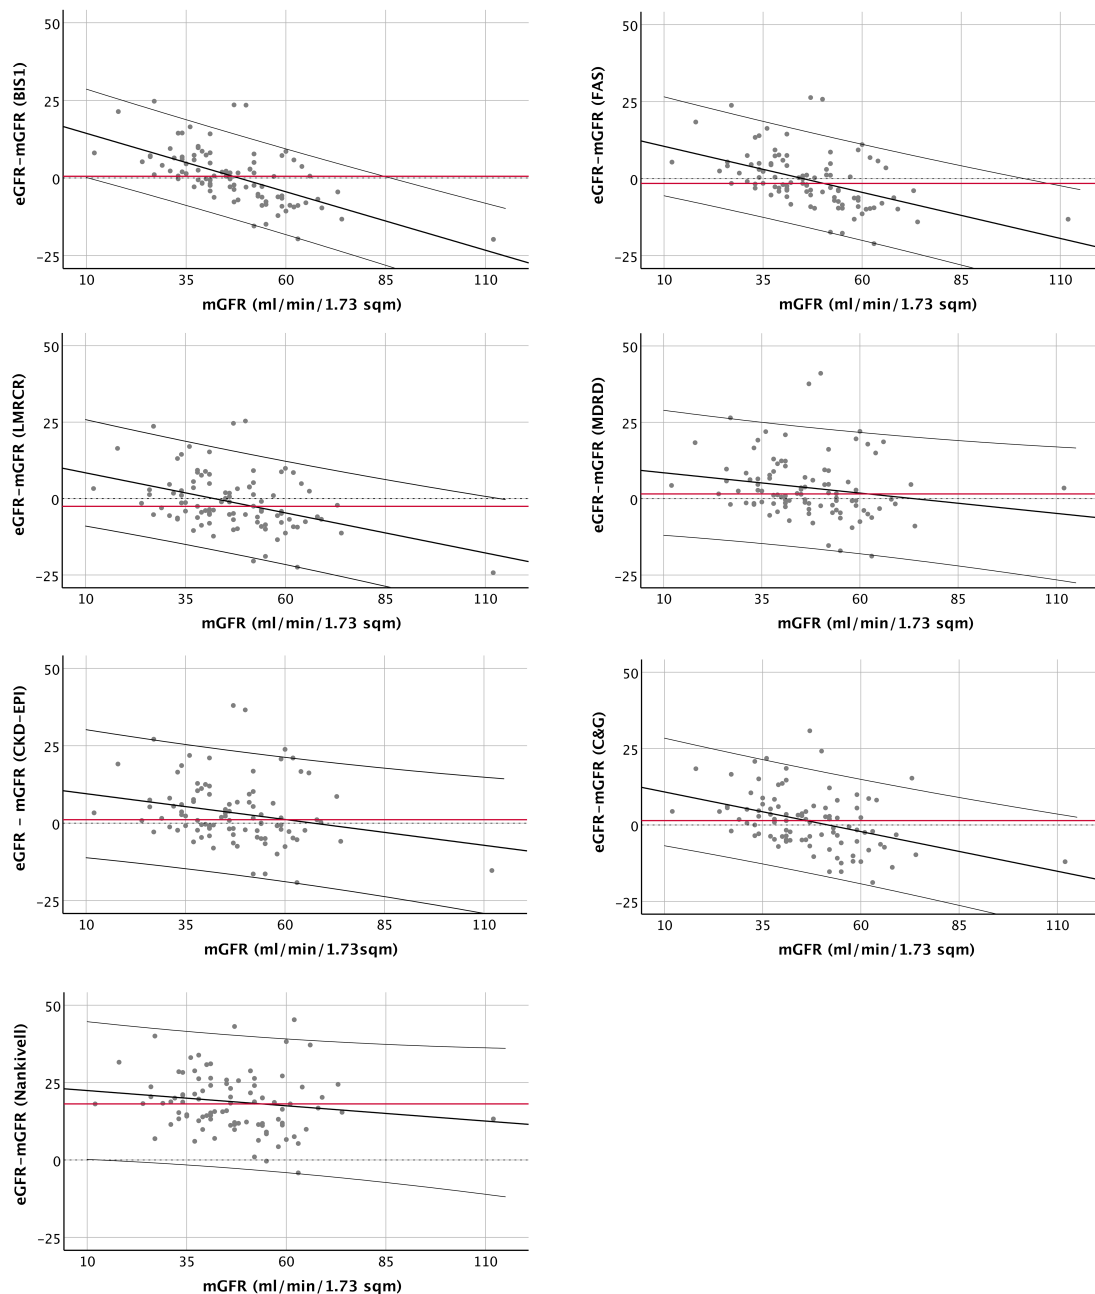 50
25
0
−25
eGFR−mGFR (BIS1)
10 35 60 85 110
mGFR (ml/min/1.73 sqm)
50
25
0
−25
eGFR−mGFR (FAS)
10 35 60 85 110
mGFR (ml/min/1.73 sqm)
50
25
0
−25
eGFR−mGFR (LMRCR)
10 35 60 85 110
mGFR (ml/min/1.73 sqm)
50
25
0
−25
eGFR−mGFR (MDRD)
10 35 60 85 110
mGFR (ml/min/1.73 sqm)
50
25
0
−25
eGFR − mGFR (CKD−EPI)
10 35 60 85 110
mGFR (ml/min/1.73sqm)
50
25
0
−25
eGFR−mGFR (C&G)
10 35 60 85 110
mGFR (ml/min/1.73 sqm)
50
25
0
−25
eGFR−mGFR (Nankivell)
10 35 60 85 110
mGFR (ml/min/1.73 sqm)